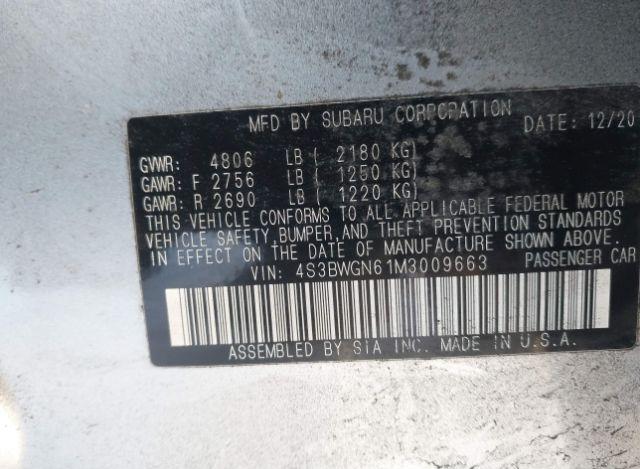 MFD BY SUBARU CORPORATION DATE: 12/20
GVWR: 4806 LB ( 2180 KG)
GAWR: F 2756 LB ( 1250 KG)
GAWR: R 2690 LB ( 1220 KG)
THIS VEHICLE CONFORMS TO ALL APPLICABLE FEDERAL MOTOR
VEHICLE SAFETY, BUMPER, AND THEFT PREVENTION STANDARDS
IN EFFECT ON THE DATE OF MANUFACTURE SHOWN ABOVE.
VIN: 4S3BWGN61M3009663 PASSENGER CAR
ASSEMBLED BY SIA INC. MADE IN U.S.A.